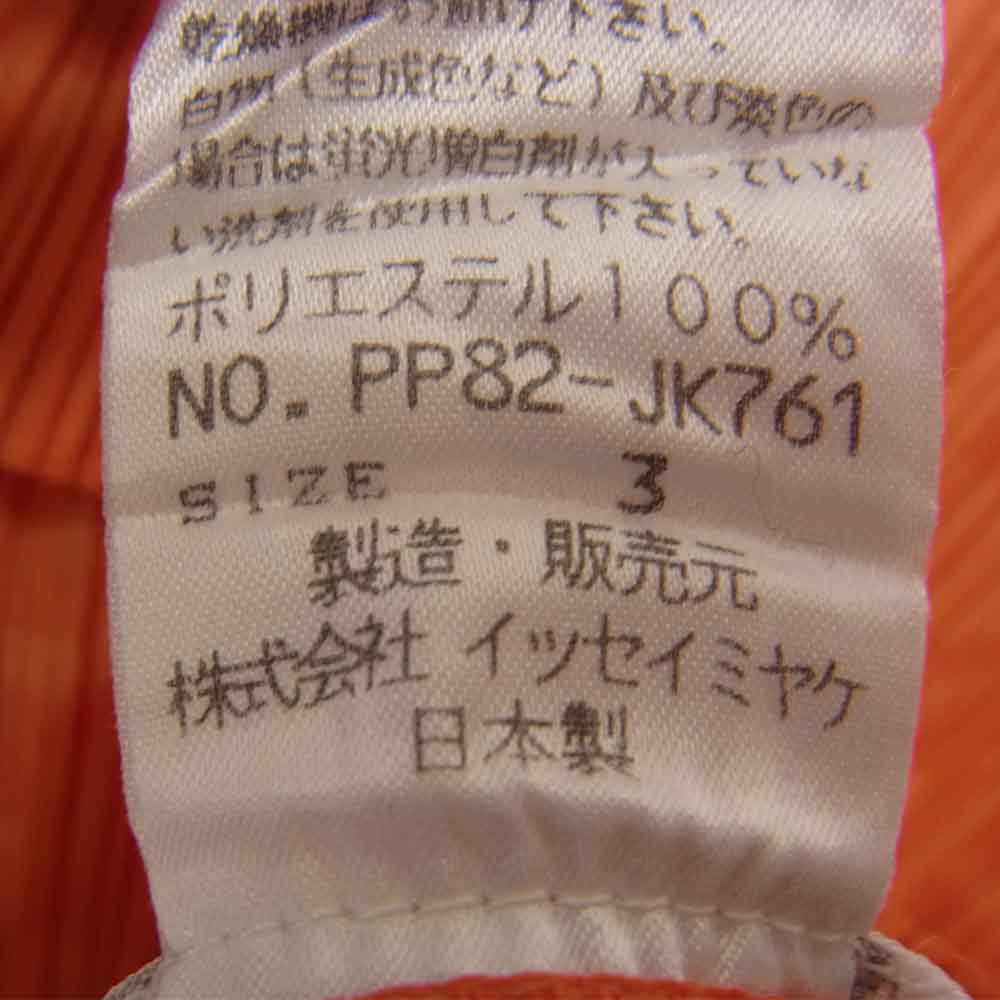 乾燥機はお避け下さい。
白物(生成色など)及び淡色の
場合は蛍光増白剤が入っていな
い洗剤を使用して下さい。
ポリエステル100%
NO. PP82-JK761
SIZE 3
製造・販売元
株式会社 イッセイミヤケ
日本製